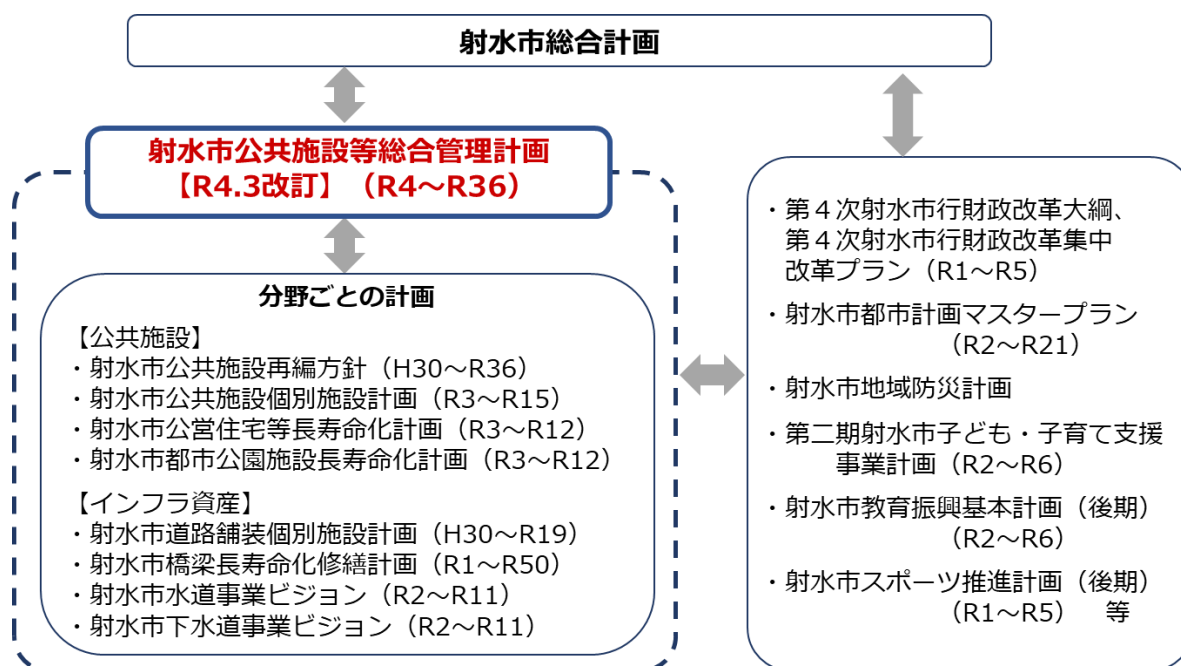 射水市総合計画
射水市公共施設等総合管理計画
【R4.3改訂】（R4～R36）
分野ごとの計画
【公共施設】
・射水市公共施設再編方針（H30～R36）
・射水市公共施設個別施設計画（R3～R15）
・射水市公営住宅等長寿命化計画（R3～R12）
・射水市都市公園施設長寿命化計画（R3～R12）
【インフラ資産】
・射水市道路舗装個別施設計画（H30～R19）
・射水市橋梁長寿命化修繕計画（R1～R50）
・射水市水道事業ビジョン（R2～R11）
・射水市下水道事業ビジョン（R2～R11）
・第４次射水市行財政改革大綱、
第４次射水市行財政改革集中
改革プラン（R1～R5）
・射水市都市計画マスタープラン
（R2～R21）
・射水市地域防災計画
・第二期射水市子ども・子育て支援
事業計画（R2～R6）
・射水市教育振興基本計画（後期）
（R2～R6）
・射水市スポーツ推進計画（後期）
（R1～R5）　等